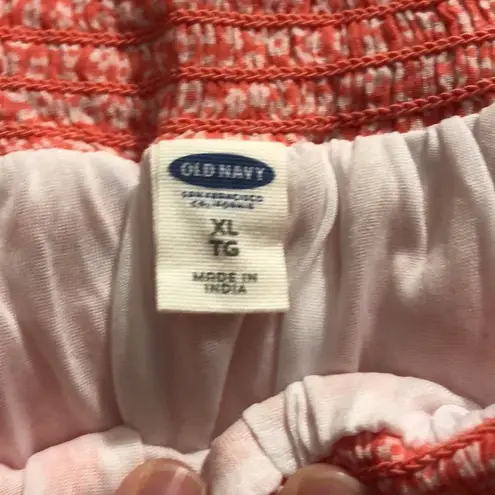 OLD NAVY
SAN FRANCISCO
CALIFORNIA
XL
TG
MADE IN
INDIA